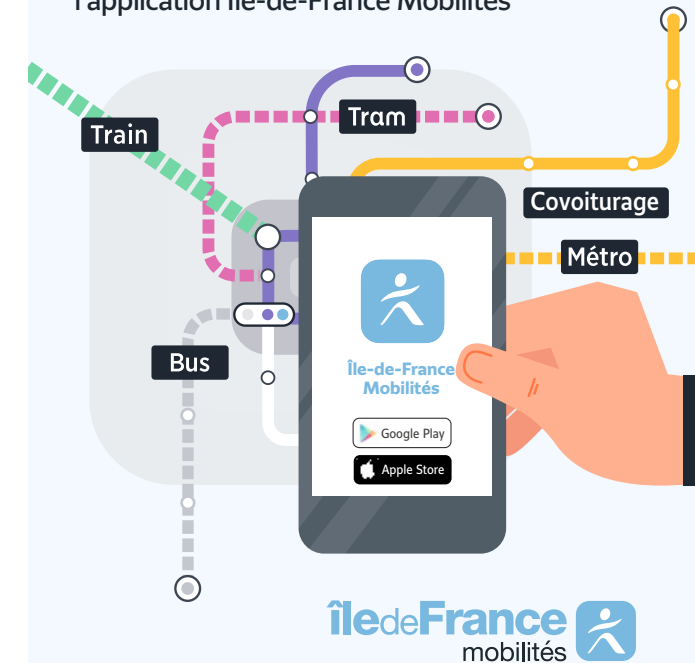 l'application Île-de-France Mobilités
Tram
Train
Covoiturage
Métro
Bus
Île-de-France
Mobilités
Google Play
Apple Store
îledeFrance
mobilités